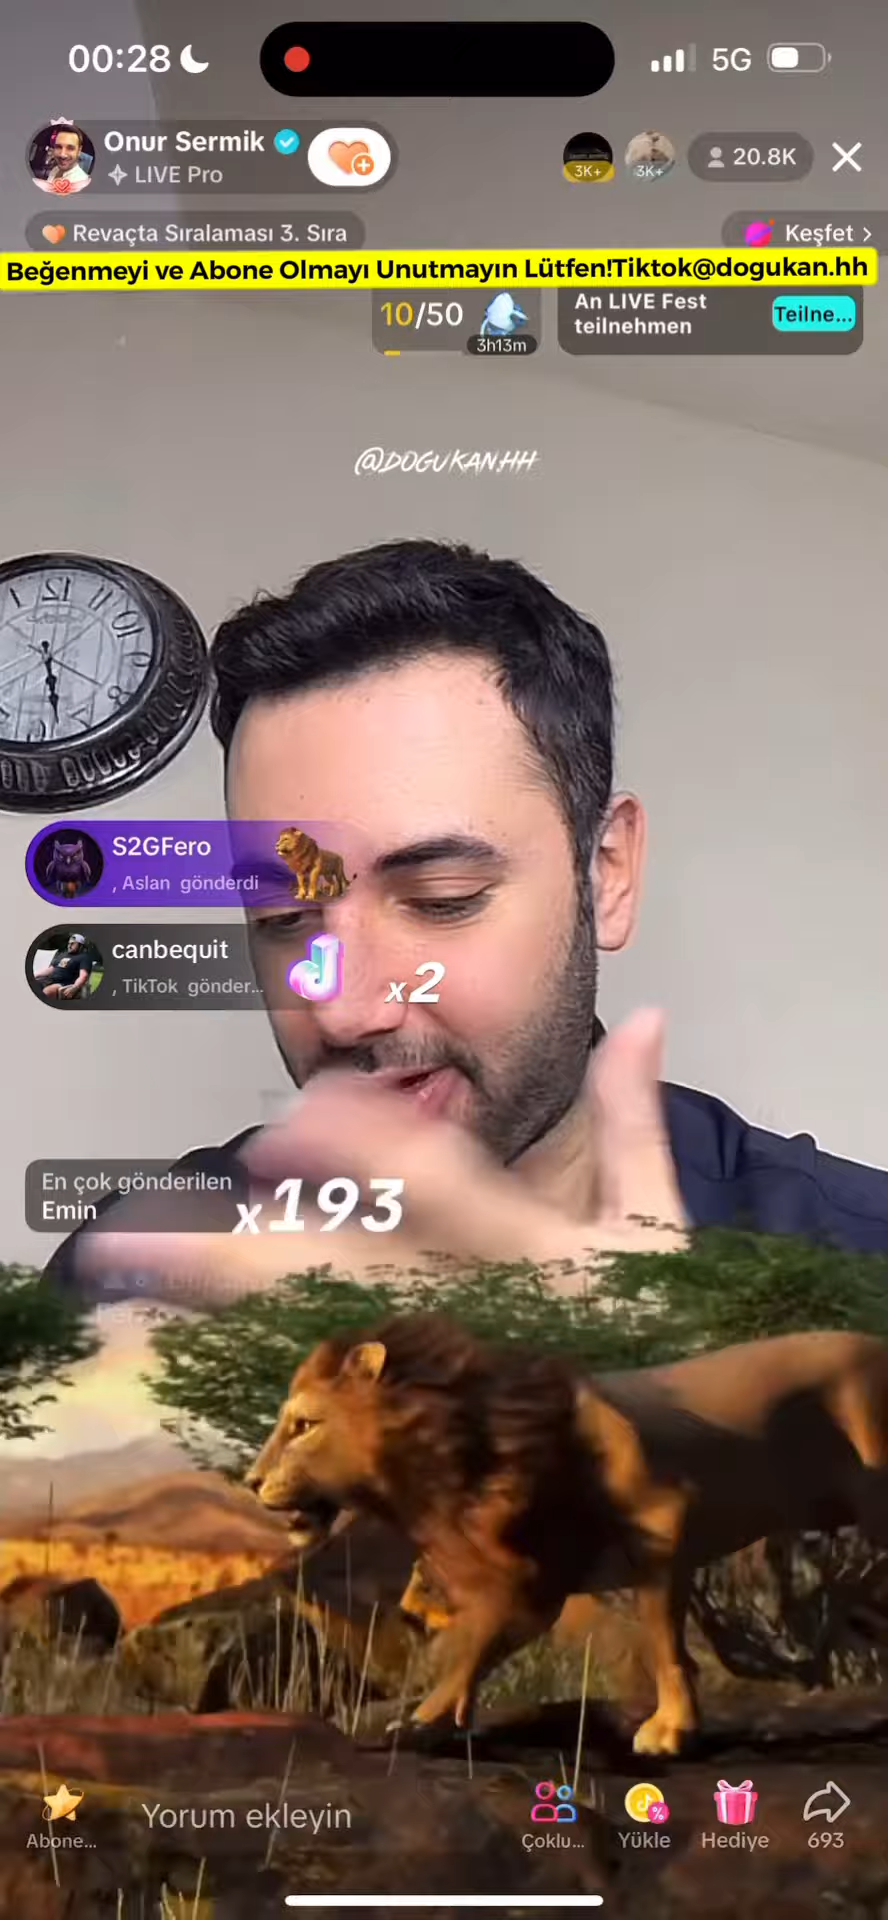 00:28
5G
Onur Sermik
LIVE Pro
3K+
3K+
20.8K
Revaçta Sıralaması 3. Sıra
Keşfet >
Beğenmeyi ve Abone Olmayı Unutmayın Lütfen!Tiktok@dogukan.hh
10/50
3h13m
An LIVE Fest
teilnehmen
Teilne...
@DOGUKAN.HH
S2GFero
, Aslan gönderdi
canbequit
, TikTok gönder...
x2
En çok gönderilen
Emin
x193
Abone...
Yorum ekleyin
Çoklu...
Yükle
Hediye
693